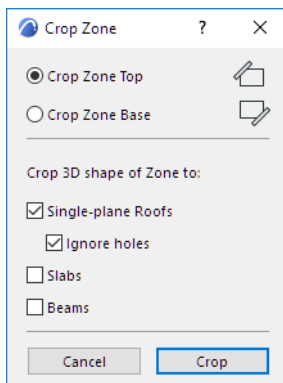 Crop Zone ?
Crop Zone Top
Crop Zone Base
Crop 3D shape of Zone to:
Single-plane Roofs
Ignore holes
Slabs
Beams
Cancel Crop